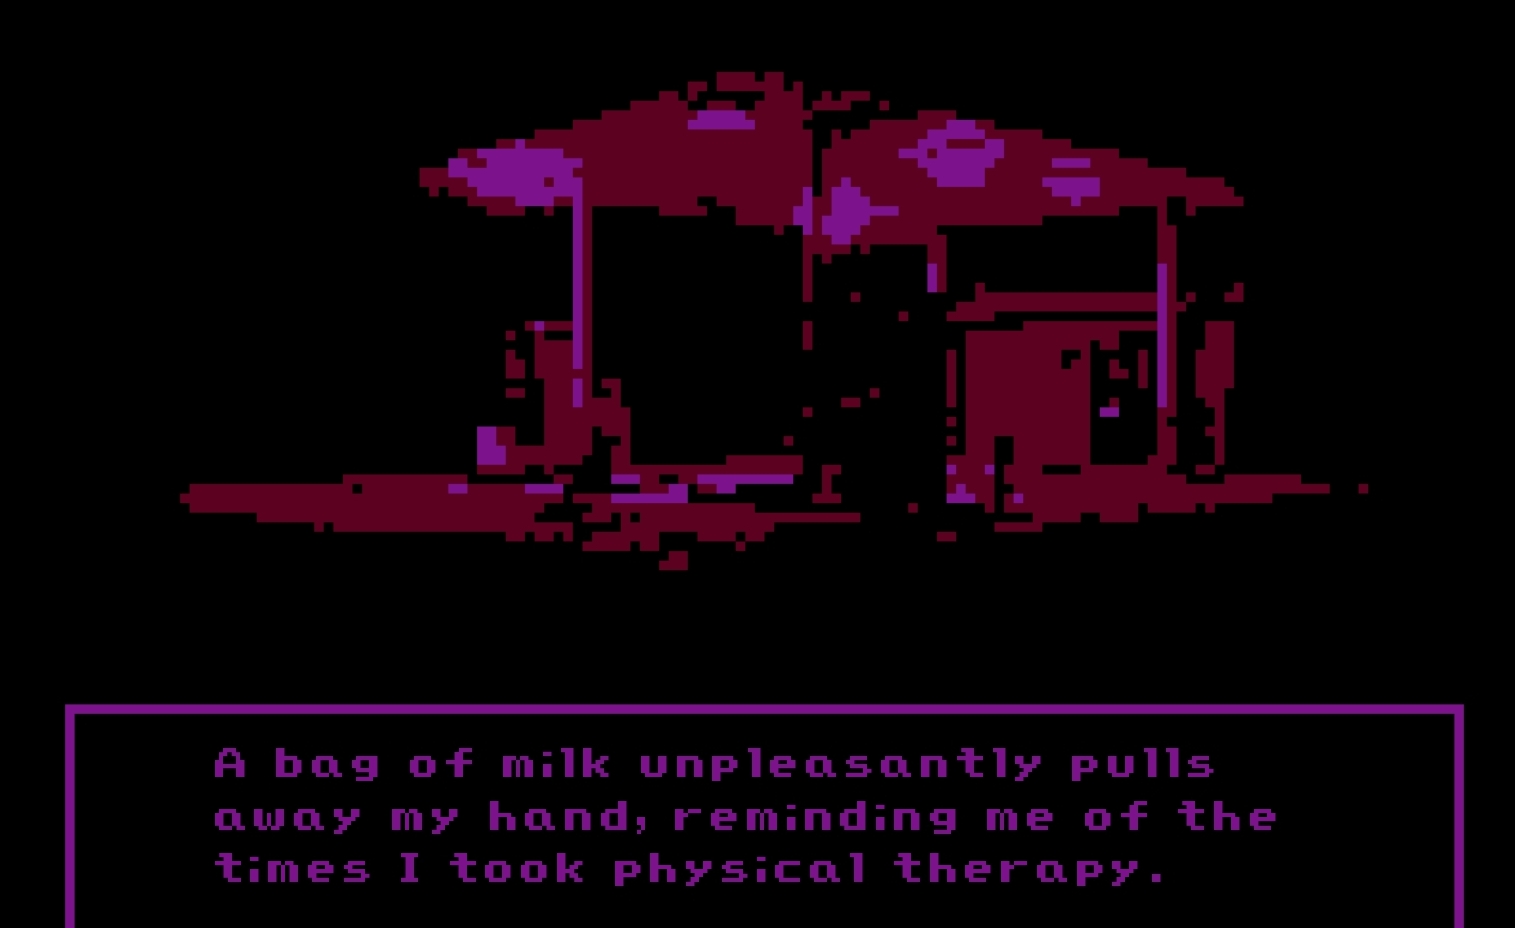 A bag of milk unpleasantly pulls
away my hand, reminding me of the
times I took physical therapy.